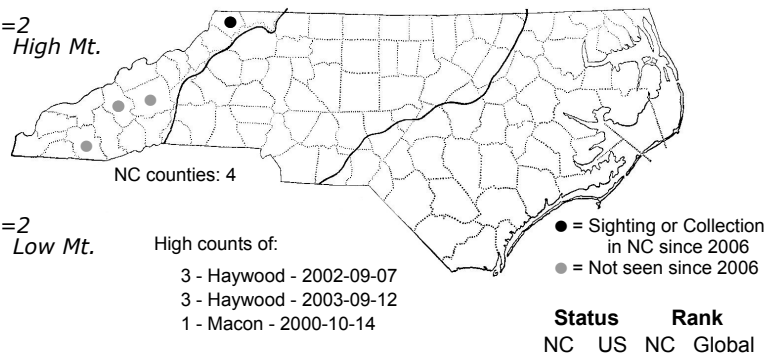 =2
High Mt.
NC counties: 4
=2
Low Mt.
High counts of:
3 - Haywood - 2002-09-07
3 - Haywood - 2003-09-12
1 - Macon - 2000-10-14
● = Sighting or Collection
in NC since 2006
● = Not seen since 2006
Status Rank
NC US NC Global